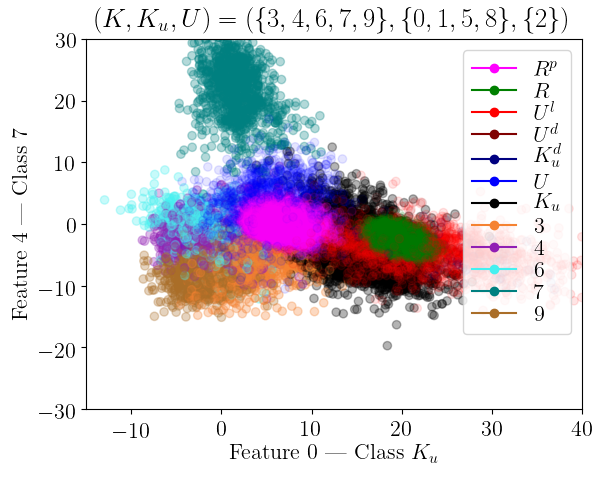 (K, K_u, U) = ({3, 4, 6, 7, 9}, {0, 1, 5, 8}, {2})
30
20
10
0
−10
−20
−30
Feature 4 — Class 7
−10
0
10
20
30
40
Feature 0 — Class K_u
R^p
R
U^l
U^d
K_u^d
U
K_u
3
4
6
7
9